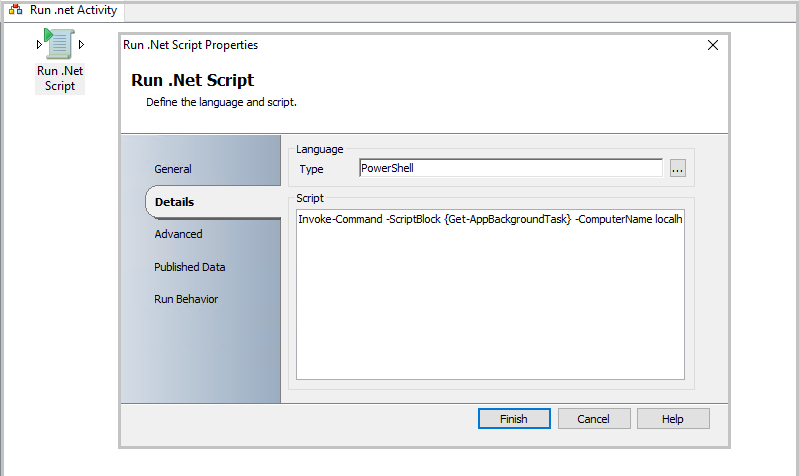 Run .net Activity
Run .Net
Script
Run .Net Script Properties
Run .Net Script
Define the language and script.
General
Details
Advanced
Published Data
Run Behavior
Language
Type
PowerShell
...
Script
Invoke-Command -ScriptBlock {Get-AppBackgroundTask} -ComputerName localh
Finish
Cancel
Help